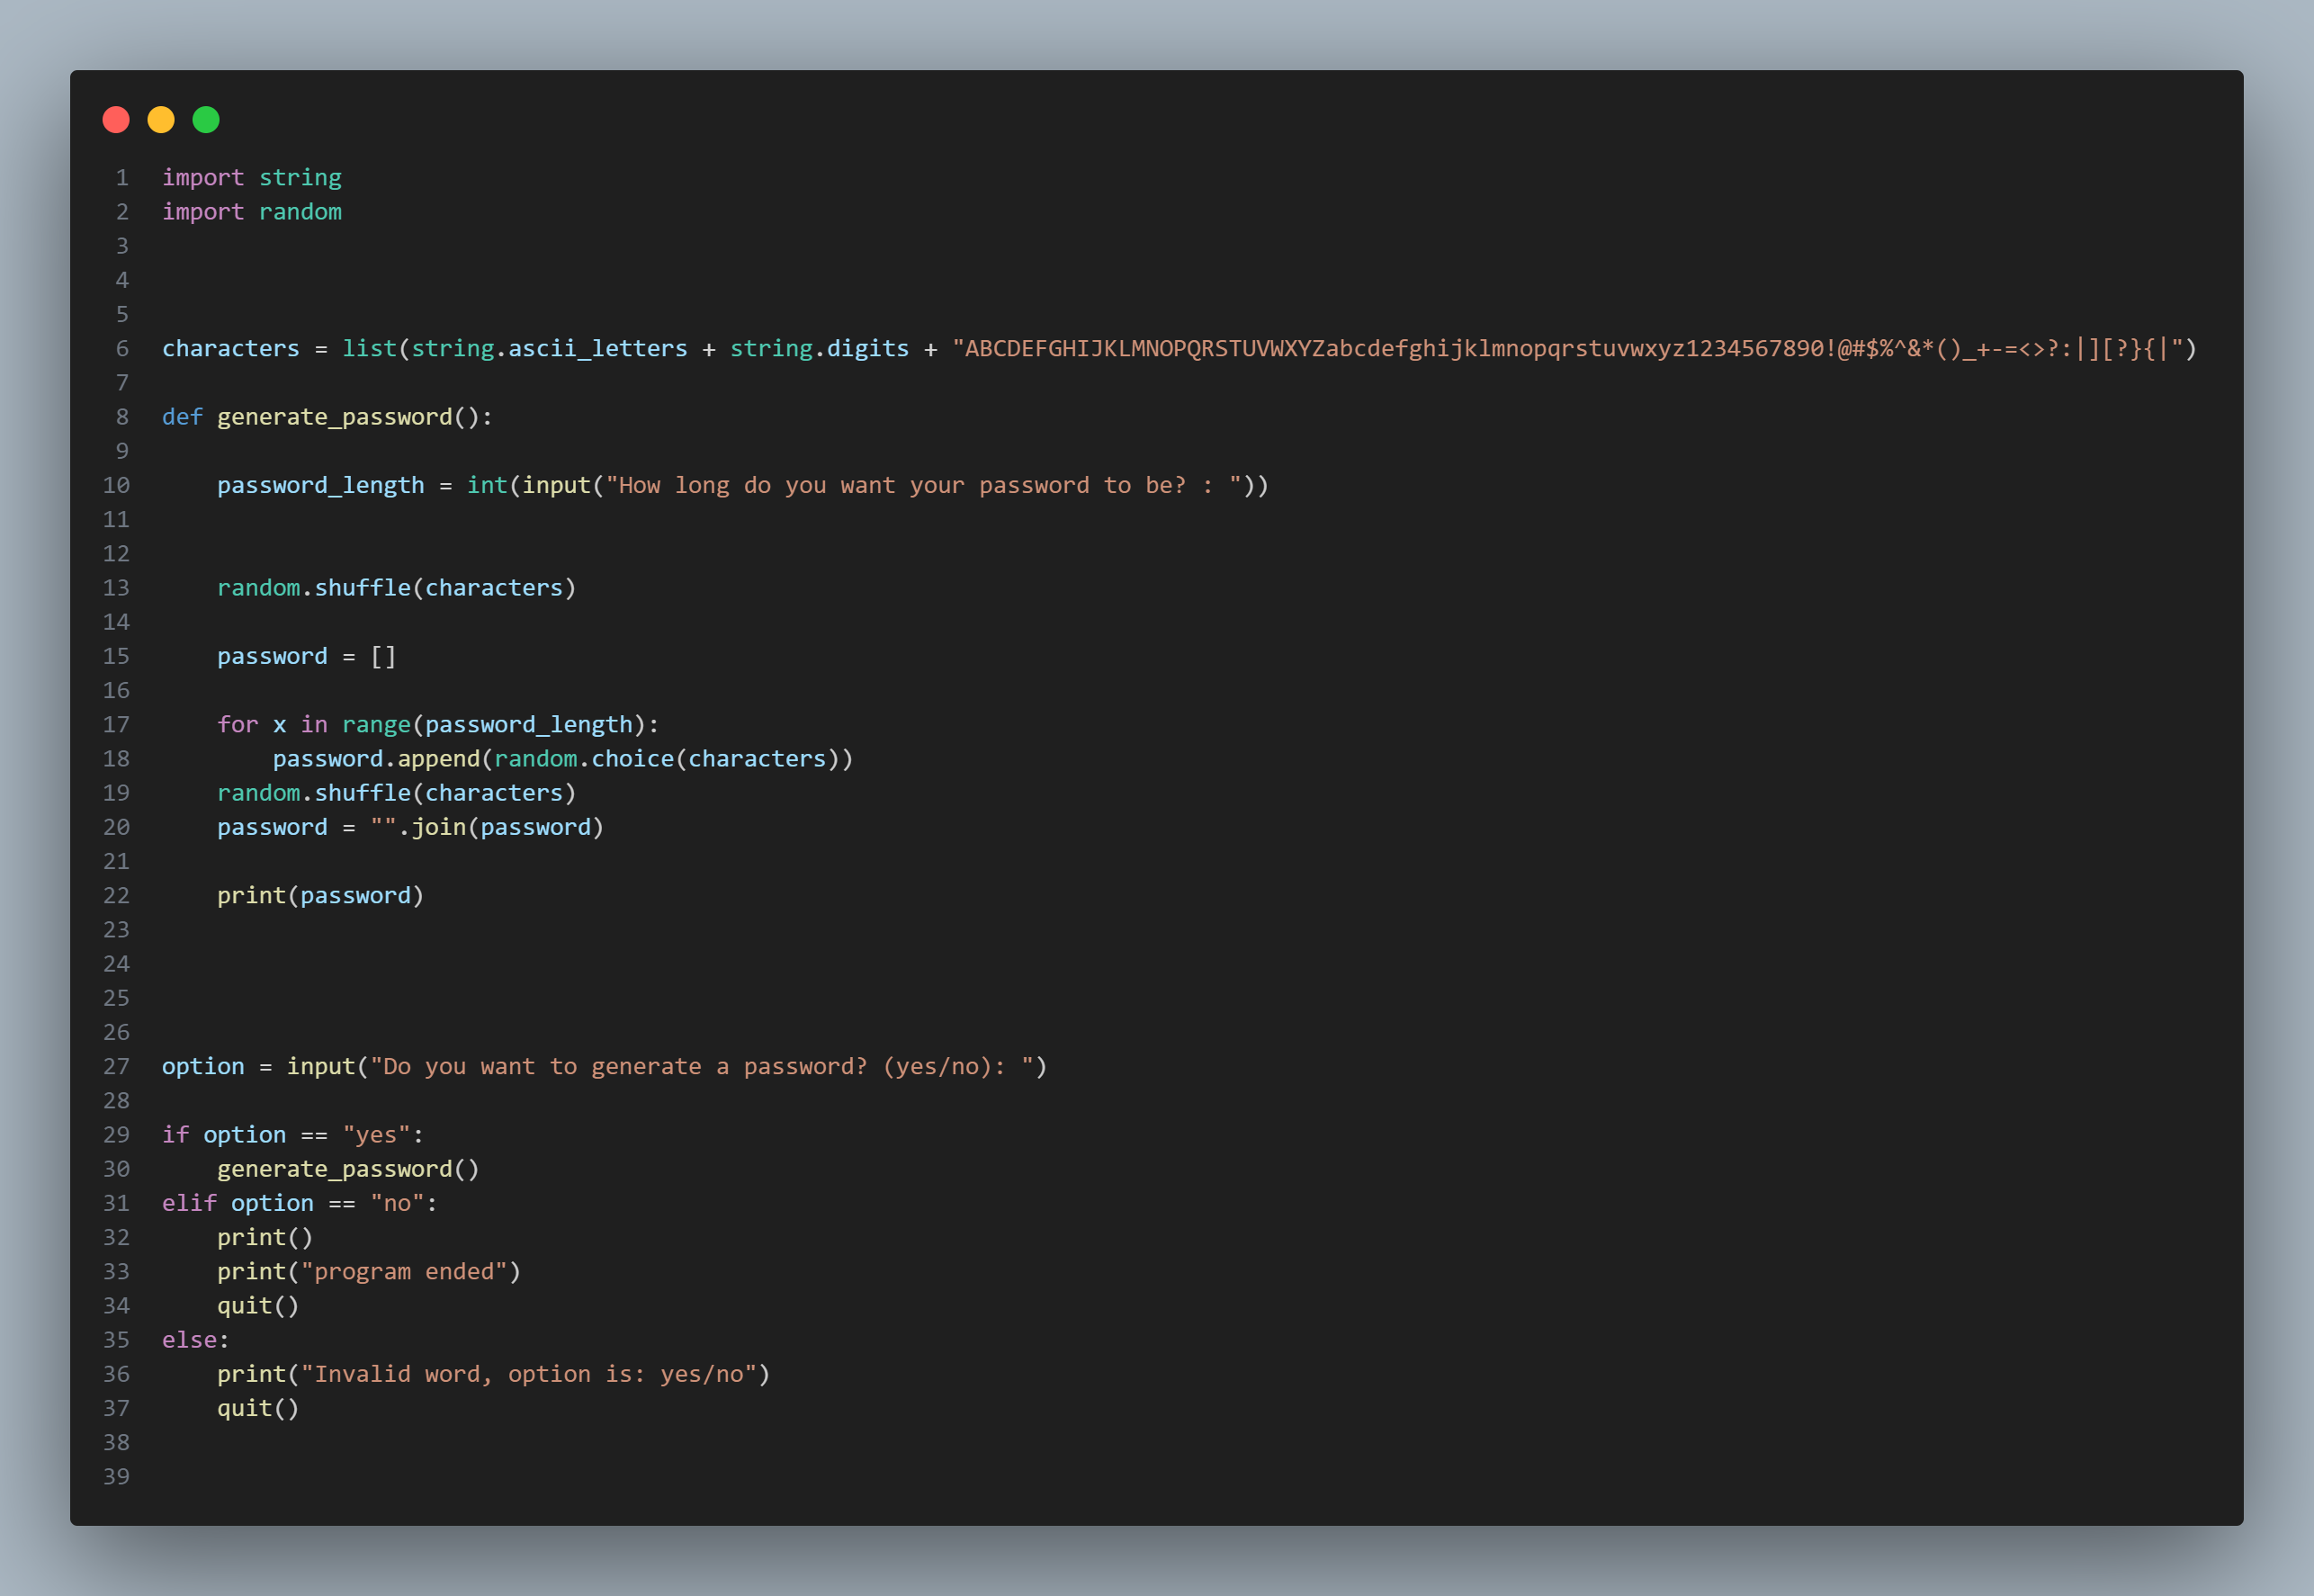 1 import string
2 import random
3
4
5
6 characters = list(string.ascii_letters + string.digits + "ABCDEFGHIJKLMNOPQRSTUVWXYZabcdefghijklmnopqrstuvwxyz1234567890!@#$%^&*()_+-=<>?:|][?}{|")
7
8 def generate_password():
9
10     password_length = int(input("How long do you want your password to be? : "))
11
12
13     random.shuffle(characters)
14
15     password = []
16
17     for x in range(password_length):
18         password.append(random.choice(characters))
19     random.shuffle(characters)
20     password = "".join(password)
21
22     print(password)
23
24
25
26
27 option = input("Do you want to generate a password? (yes/no): ")
28
29 if option == "yes":
30     generate_password()
31 elif option == "no":
32     print()
33     print("program ended")
34     quit()
35 else:
36     print("Invalid word, option is: yes/no")
37     quit()
38
39